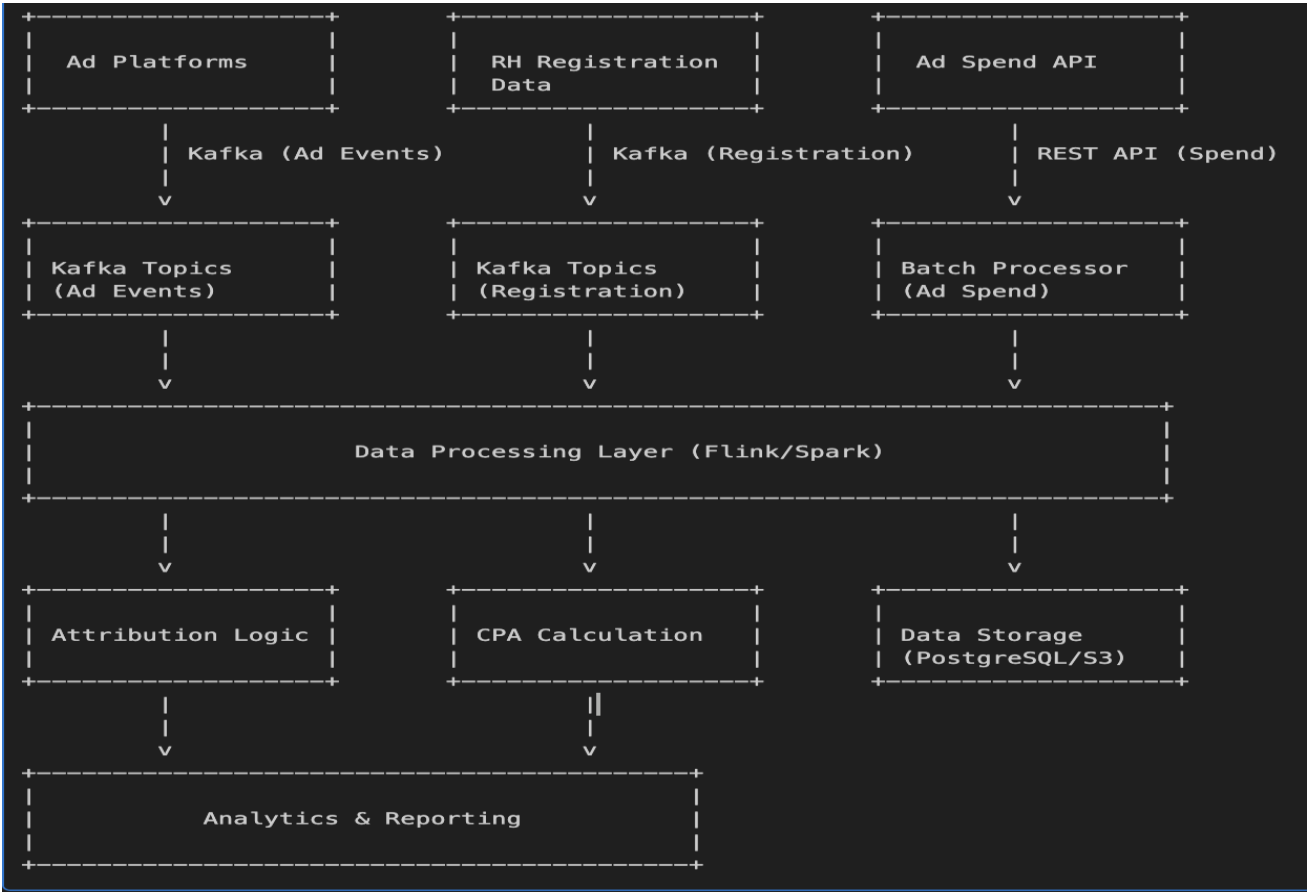 Ad Platforms
RH Registration
Data
Ad Spend API
Kafka (Ad Events)
Kafka (Registration)
REST API (Spend)
Kafka Topics
(Ad Events)
Kafka Topics
(Registration)
Batch Processor
(Ad Spend)
Data Processing Layer (Flink/Spark)
Attribution Logic
CPA Calculation
Data Storage
(PostgreSQL/S3)
Analytics & Reporting